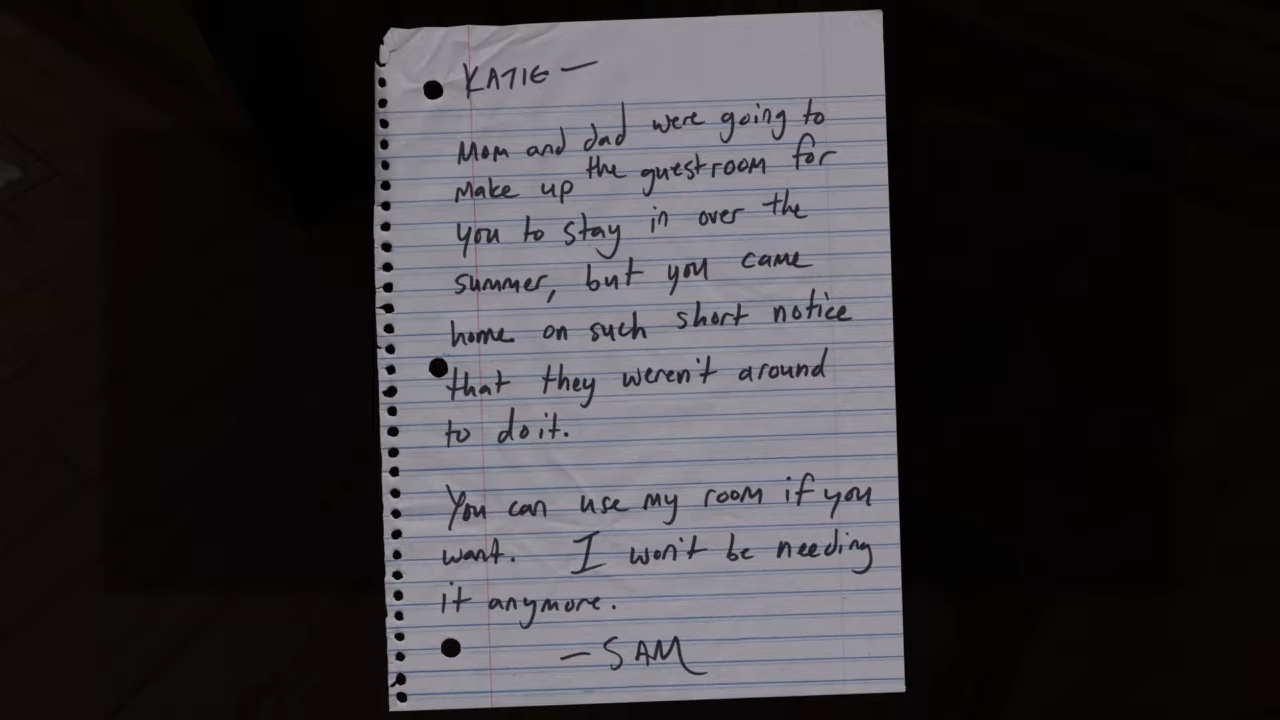 KATIE —
Mom and dad were going to
make up the guestroom for
you to stay in over the
summer, but you came
home on such short notice
that they weren't around
to do it.
You can use my room if you
want. I won't be needing
it anymore.
— SAM